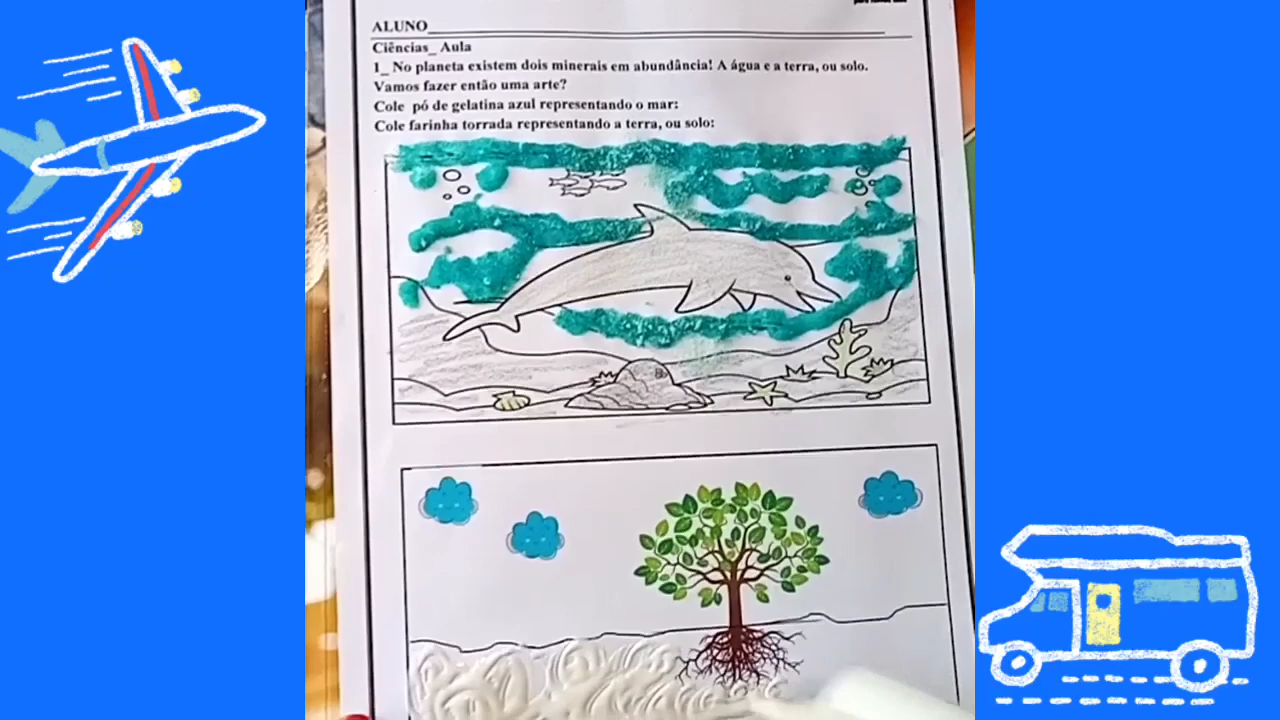 ALUNO
Ciências_ Aula
1_ No planeta existem dois minerais em abundância! A água e a terra, ou solo.
Vamos fazer então uma arte?
Cole pó de gelatina azul representando o mar:
Cole farinha torrada representando a terra, ou solo: